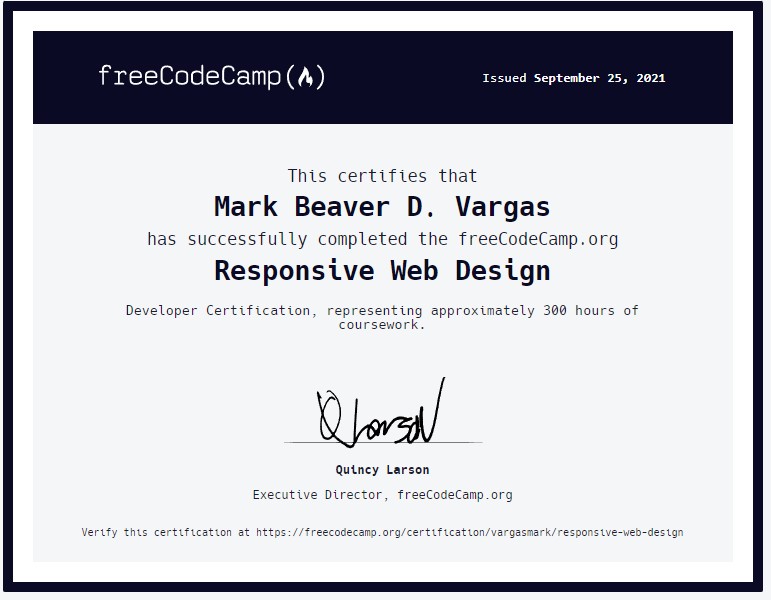 freeCodeCamp
Issued September 25, 2021
This certifies that
Mark Beaver D. Vargas
has successfully completed the freeCodeCamp.org
Responsive Web Design
Developer Certification, representing approximately 300 hours of
coursework.
Q Larson
Quincy Larson
Executive Director, freeCodeCamp.org
Verify this certification at https://freecodecamp.org/certification/vargasmark/responsive-web-design